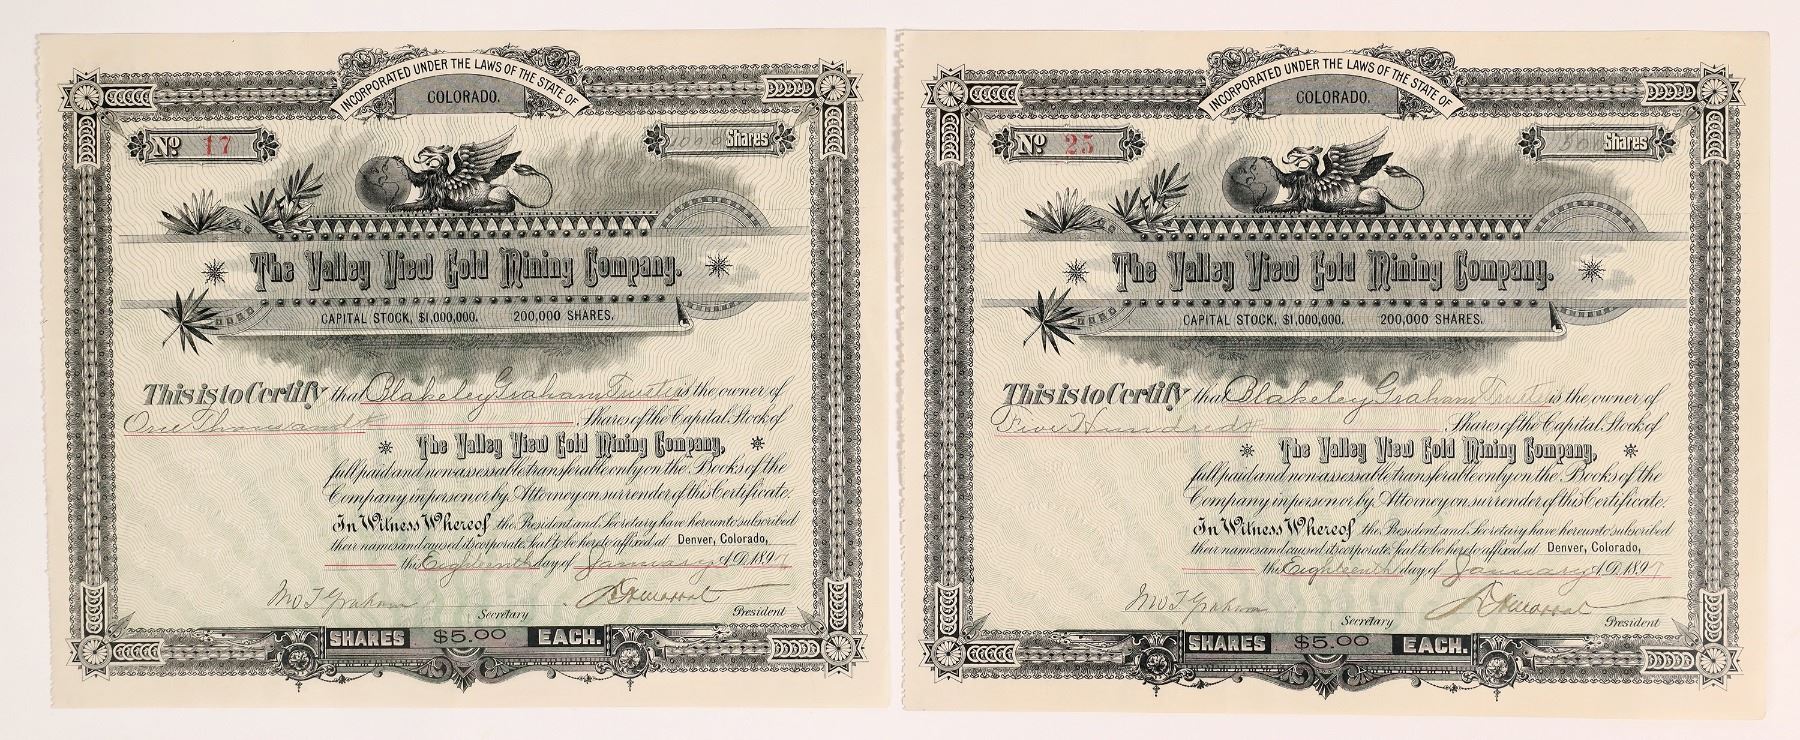 INCORPORATED UNDER THE LAWS OF THE STATE OF
COLORADO.
No 17
1000 Shares
The Valley View Gold Mining Company.
CAPITAL STOCK, $1,000,000. 200,000 SHARES.
This is to Certify that Blakeley Graham Trustee is the owner of
One Thousand Shares of the Capital Stock of
The Valley View Gold Mining Company,
full paid and non-assessable transferable only on the Books of the
Company in person or by Attorney on surrender of this Certificate.
In Witness Whereof the President and Secretary have hereunto subscribed
their names and caused its corporate Seal to be hereto affixed at Denver, Colorado,
this Eighteenth day of January A.D. 1897
Graham
Secretary President
SHARES $5.00 EACH.
INCORPORATED UNDER THE LAWS OF THE STATE OF
COLORADO.
No 25
500 Shares
The Valley View Gold Mining Company.
CAPITAL STOCK, $1,000,000. 200,000 SHARES.
This is to Certify that Blakeley Graham Trustee is the owner of
Five Hundred Shares of the Capital Stock of
The Valley View Gold Mining Company,
full paid and non-assessable transferable only on the Books of the
Company in person or by Attorney on surrender of this Certificate.
In Witness Whereof the President and Secretary have hereunto subscribed
their names and caused its corporate Seal to be hereto affixed at Denver, Colorado,
the Eighteenth day of January A.D. 1897
Graham
Secretary President
SHARES $5.00 EACH.